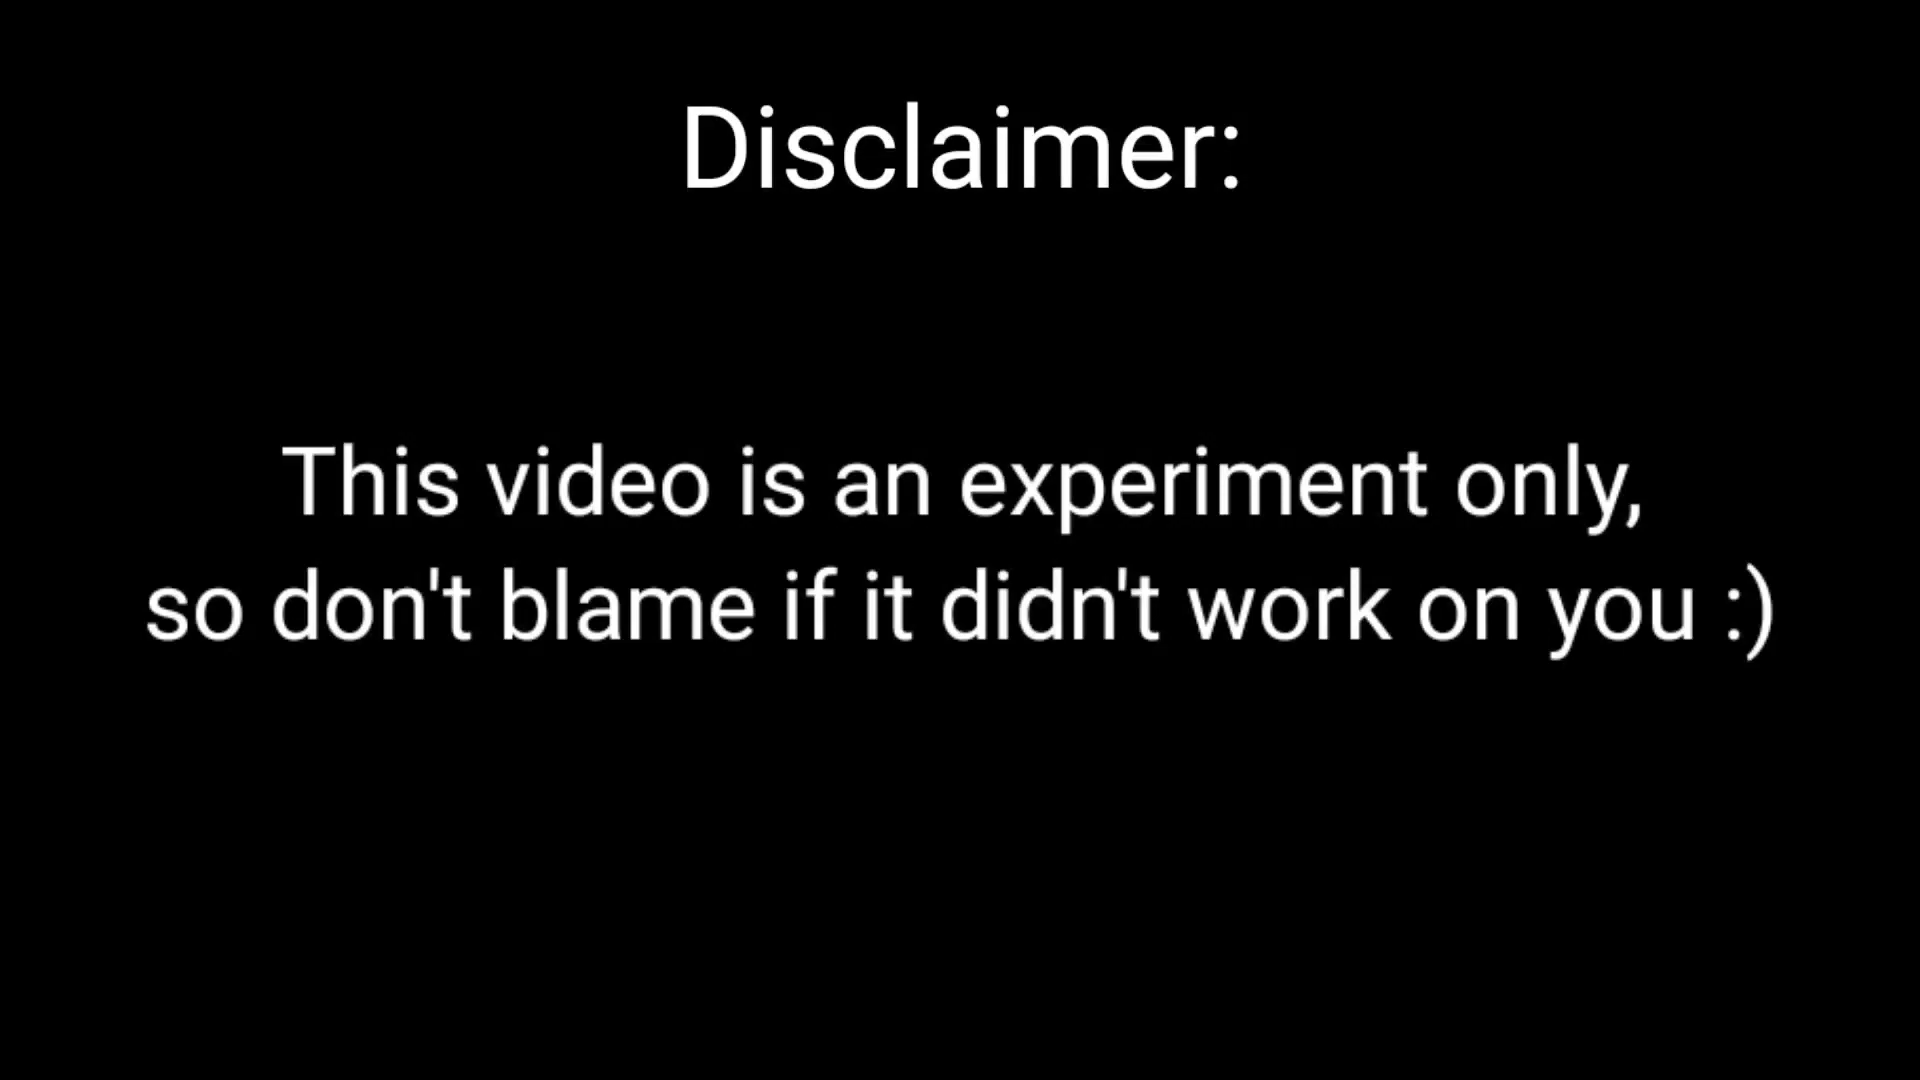 Disclaimer:
This video is an experiment only,
so don't blame if it didn't work on you :)